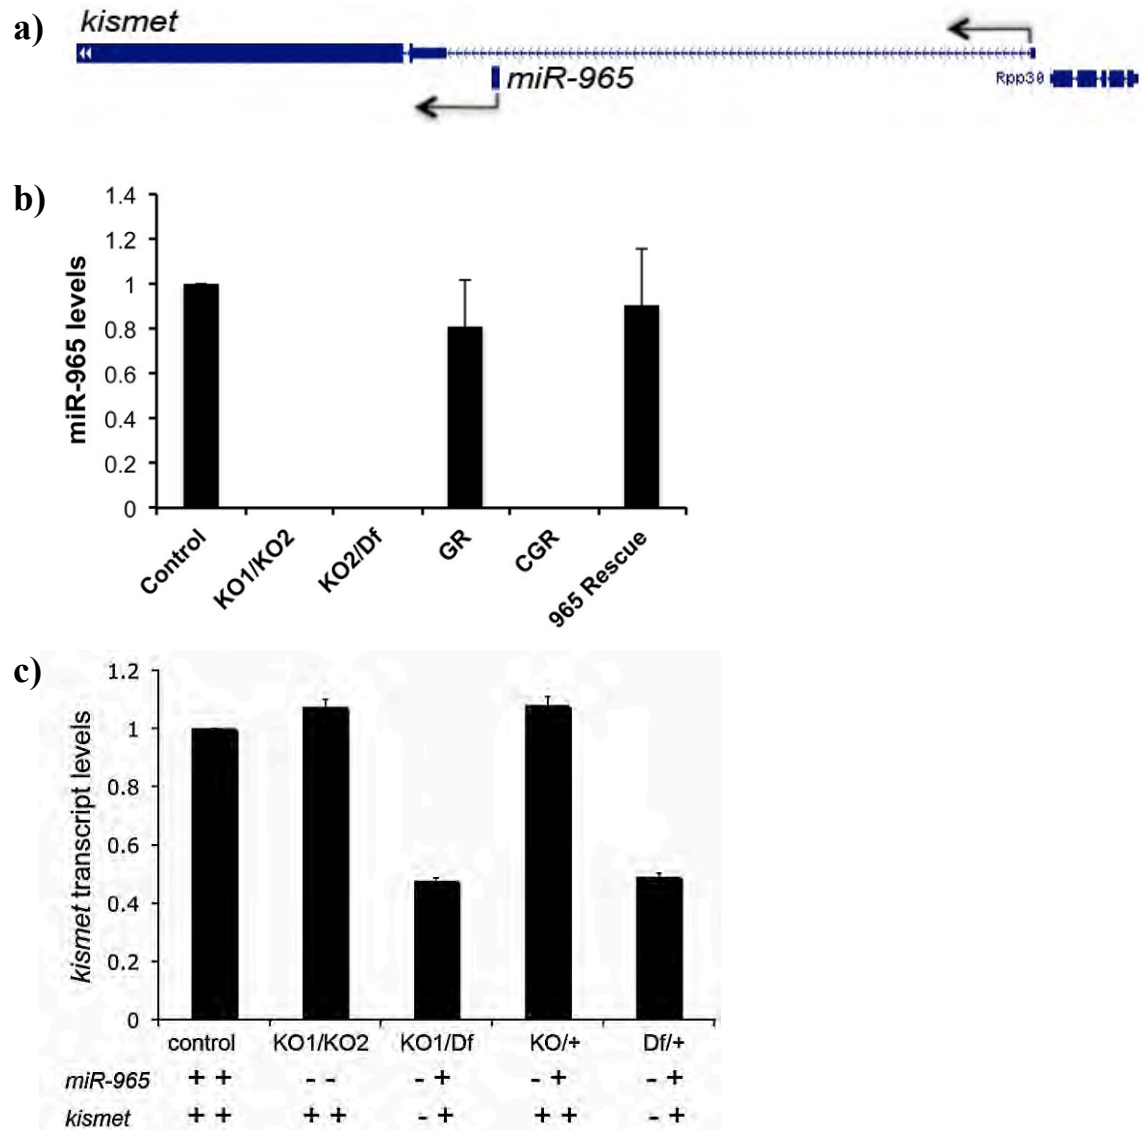 a)
kismet
miR-965
Rpp30
b)
miR-965 levels
1.4
1.2
1
0.8
0.6
0.4
0.2
0
Control
KO1/KO2
KO2/Df
GR
CGR
965 Rescue
c)
kismet transcript levels
1.2
1
0.8
0.6
0.4
0.2
0
control KO1/KO2 KO1/Df KO/+ Df/+
miR-965 + + - - - + - + - +
kismet + + + + - + + + - +